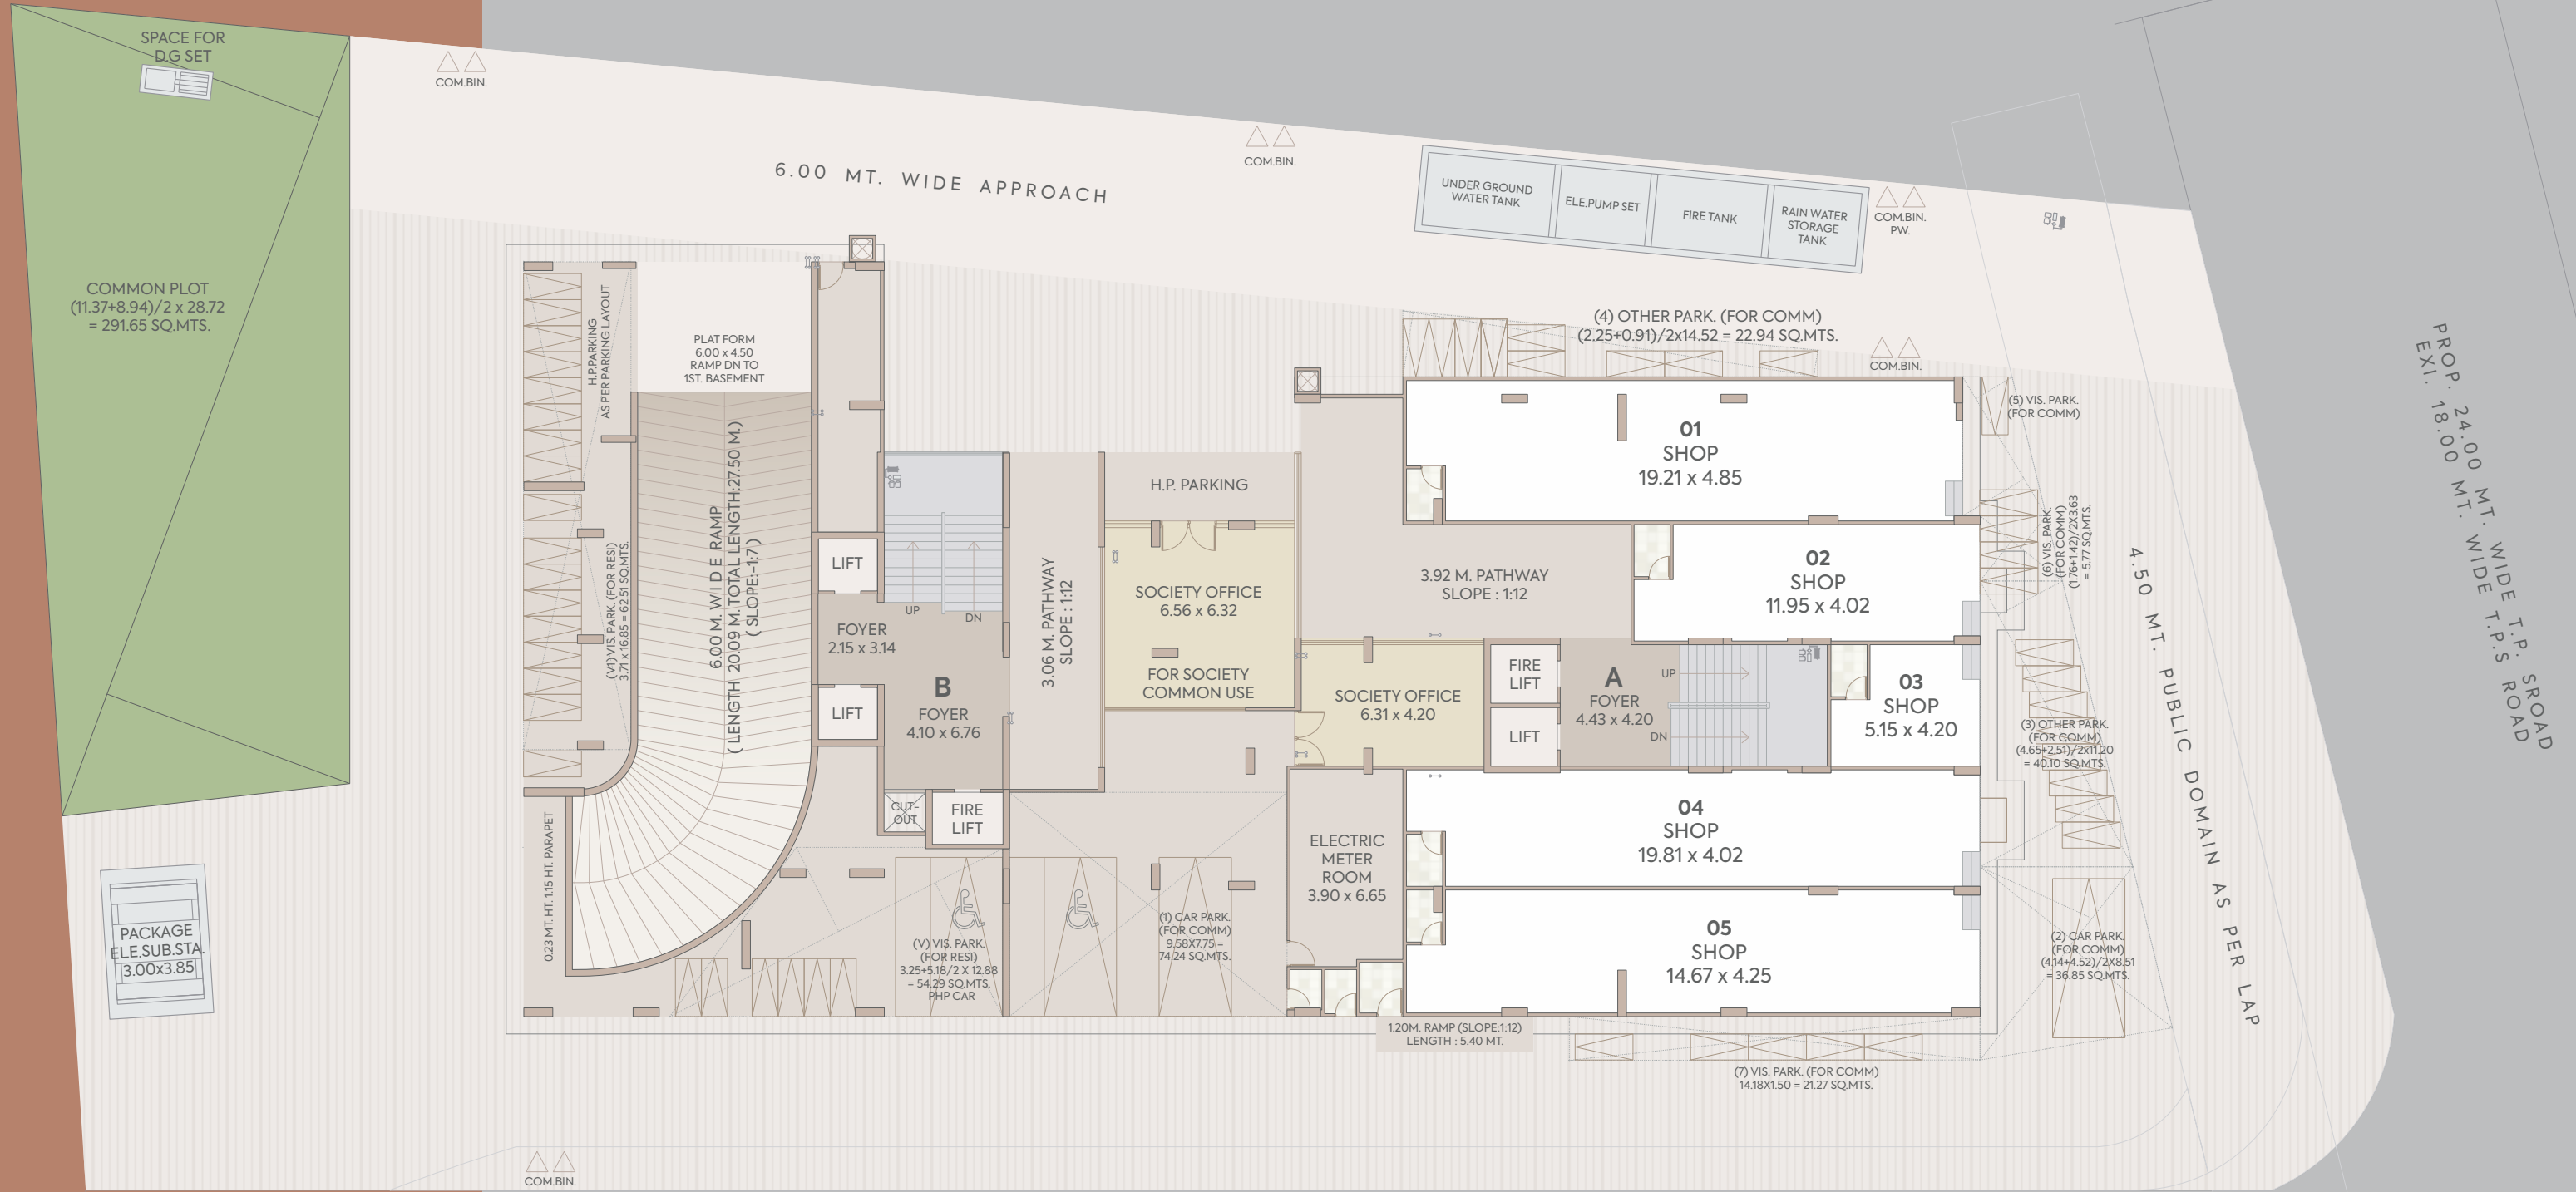 SPACE FOR
D.G SET
COM.BIN.
6.00 MT. WIDE APPROACH
COM.BIN.
UNDER GROUND
WATER TANK
ELE.PUMP SET
FIRE TANK
RAIN WATER
STORAGE
TANK
COM.BIN.
P.W.
COMMON PLOT
(11.37+8.94)/2 x 28.72
= 291.65 SQ.MTS.
H.P.PARKING
AS PER PARKING LAYOUT
PLAT FORM
6.00 x 4.50
RAMP DN TO
1ST. BASEMENT
(4) OTHER PARK. (FOR COMM)
(2.25+0.91)/2x14.52 = 22.94 SQ.MTS.
COM.BIN.
(5) VIS. PARK.
(FOR COMM)
PROP. 24.00 MT. WIDE T.P. SROAD
EXI. 18.00 MT. WIDE T.P.S ROAD
01
SHOP
19.21 x 4.85
H.P. PARKING
6.00 M. WIDE RAMP
( LENGTH 20.09 M. TOTAL LENGTH:27.50 M.)
( SLOPE:-1:7 )
(V1) VIS. PARK. (FOR RESI)
3.71 x 16.85 = 62.51 SQ.MTS.
LIFT
UP
DN
FOYER
2.15 x 3.14
LIFT
B
FOYER
4.10 x 6.76
3.06 M. PATHWAY
SLOPE : 1:12
SOCIETY OFFICE
6.56 x 6.32
FOR SOCIETY
COMMON USE
3.92 M. PATHWAY
SLOPE : 1:12
02
SHOP
11.95 x 4.02
(6) VIS. PARK.
(FOR COMM)
(1.76+1.42)/2X3.63
= 5.77 SQ.MTS.
4.50 MT. PUBLIC DOMAIN AS PER LAP
SOCIETY OFFICE
6.31 x 4.20
FIRE
LIFT
LIFT
A
FOYER
4.43 x 4.20
UP
DN
03
SHOP
5.15 x 4.20
(3) OTHER PARK.
(FOR COMM)
(4.65+2.51)/2x11.20
= 40.10 SQ.MTS.
CUT-
OUT
FIRE
LIFT
ELECTRIC
METER
ROOM
3.90 x 6.65
04
SHOP
19.81 x 4.02
0.23 MT. HT. 1.15 HT. PARAPET
PACKAGE
ELE.SUB.STA.
3.00x3.85
(V) VIS. PARK.
(FOR RESI)
3.25+5.18/2 X 12.88
= 54.29 SQ.MTS.
PHP CAR
(1) CAR PARK.
(FOR COMM)
9.58X7.75 =
74.24 SQ.MTS.
05
SHOP
14.67 x 4.25
(2) CAR PARK.
(FOR COMM)
(4.14+4.52)/2X8.51
= 36.85 SQ.MTS.
1.20M. RAMP (SLOPE:1:12)
LENGTH : 5.40 MT.
(7) VIS. PARK. (FOR COMM)
14.18X1.50 = 21.27 SQ.MTS.
COM.BIN.